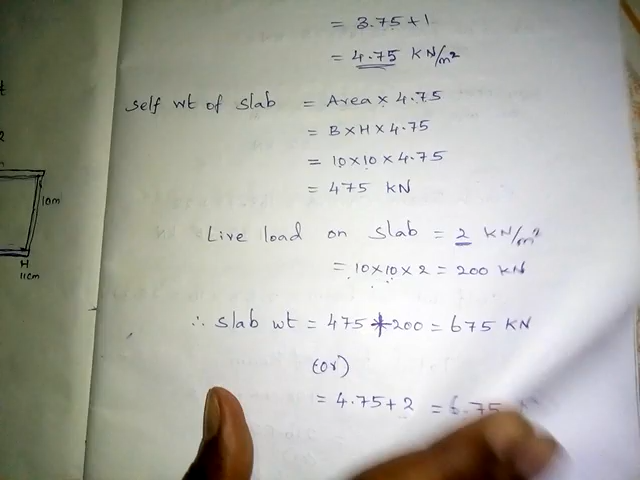 = 3.75+1
= 4.75 KN/m²
self wt of slab = Area × 4.75
= B×H×4.75
= 10×10×4.75
= 475 KN
10m
H
11cm
Live load on slab = 2 KN/m²
= 10×10×2 = 200 KN
∴ slab wt = 475 + 200 = 675 KN
(or)
= 4.75+2 = 6.75